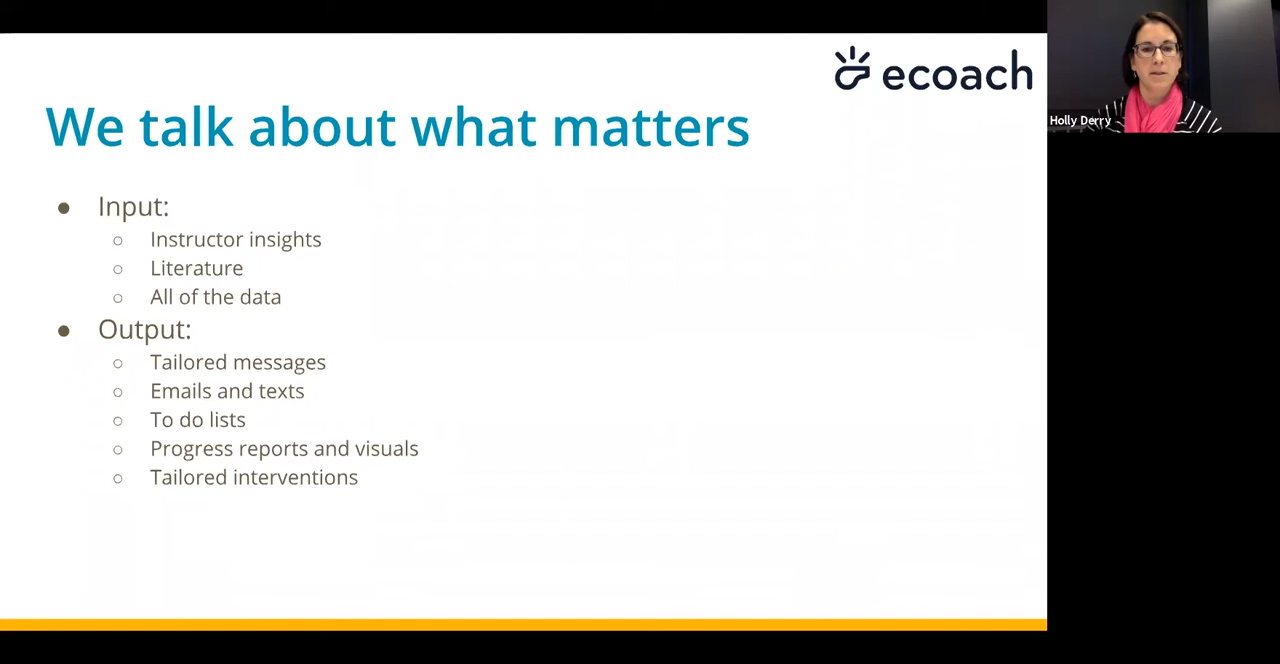 ecoach
We talk about what matters
● Input:
○ Instructor insights
○ Literature
○ All of the data
● Output:
○ Tailored messages
○ Emails and texts
○ To do lists
○ Progress reports and visuals
○ Tailored interventions
Holly Derry